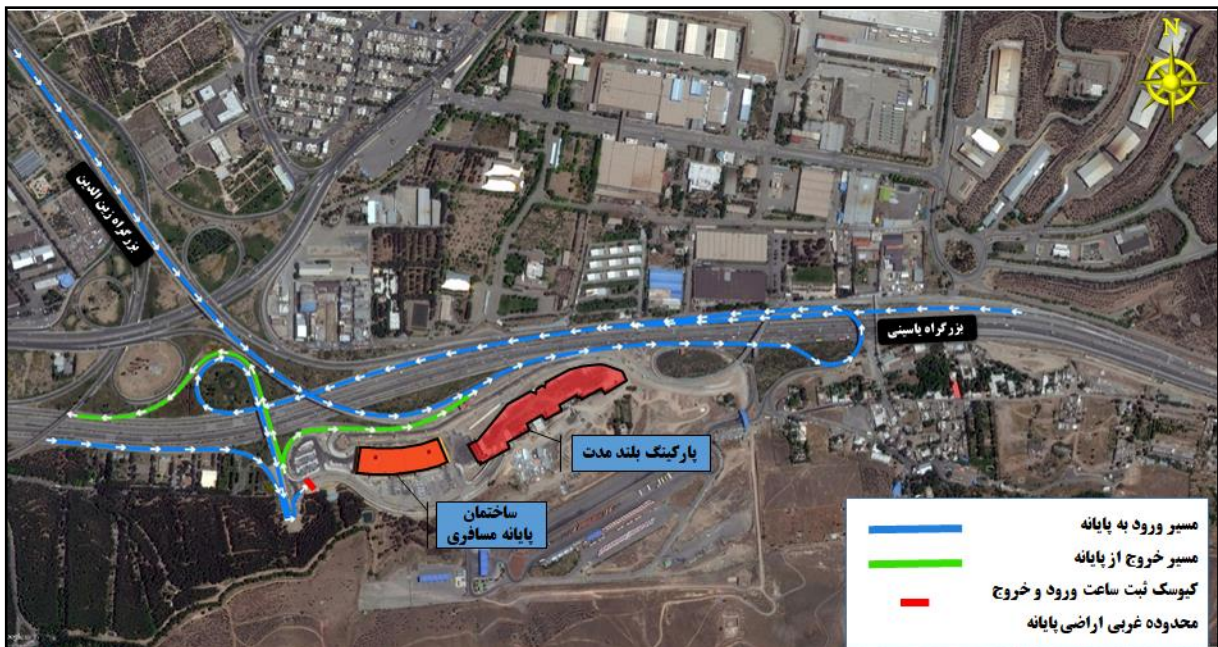 N
بزرگراه زین الدین
بزرگراه یاسینی
پارکینگ بلند مدت
ساختمان
پایانه مسافری
مسیر ورود به پایانه
مسیر خروج از پایانه
کیوسک ثبت ساعت ورود و خروج
محدوده غربی اراضی پایانه